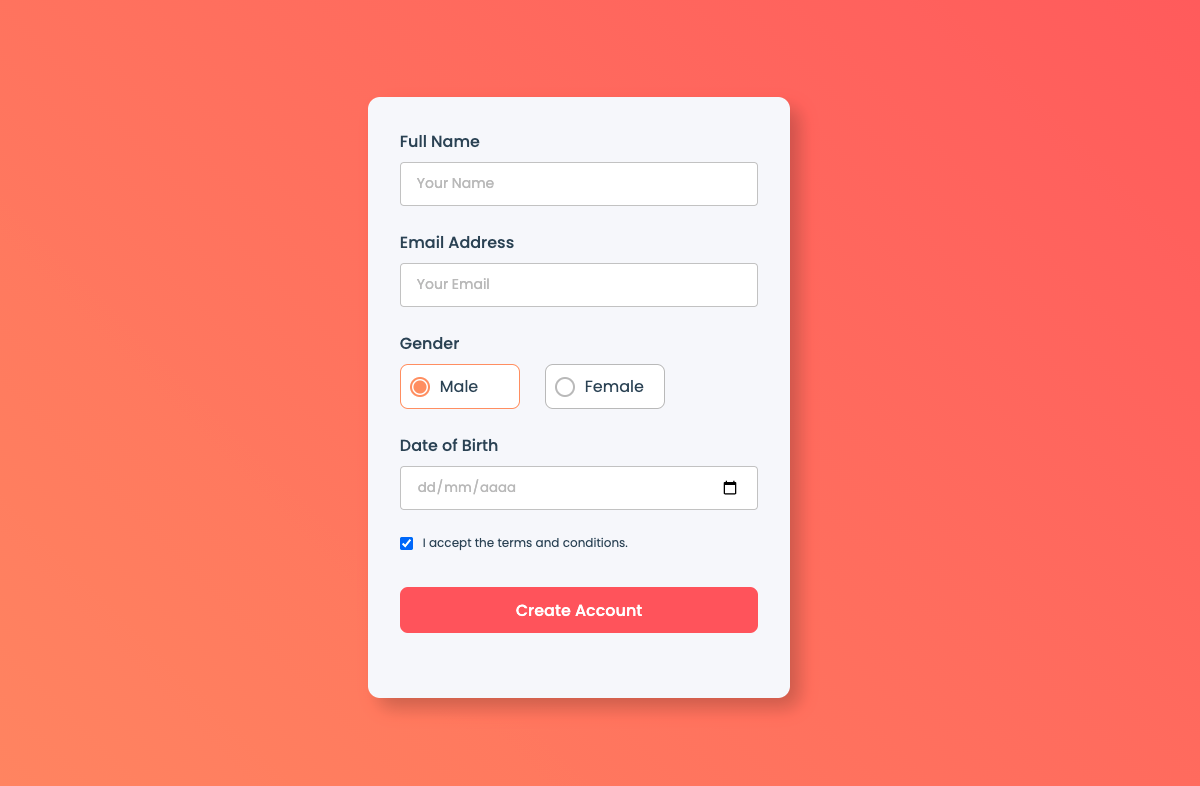 Full Name
Your Name
Email Address
Your Email
Gender
Male Female
Date of Birth
dd/mm/aaaa
I accept the terms and conditions.
Create Account